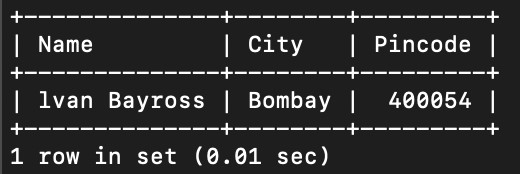 +---------------+--------+---------+
| Name          | City   | Pincode |
+---------------+--------+---------+
| lvan Bayross | Bombay |  400054 |
+---------------+--------+---------+
1 row in set (0.01 sec)